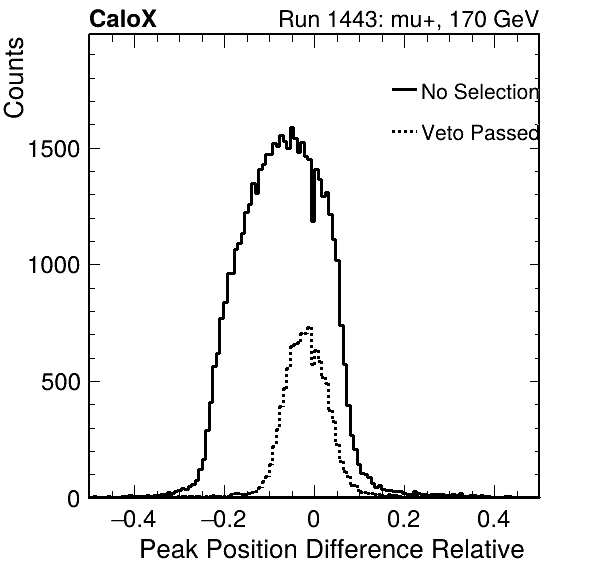 CaloX Run 1443: mu+, 170 GeV
Counts
No Selection
Veto Passed
1500
1000
500
0
−0.4 −0.2 0 0.2 0.4
Peak Position Difference Relative